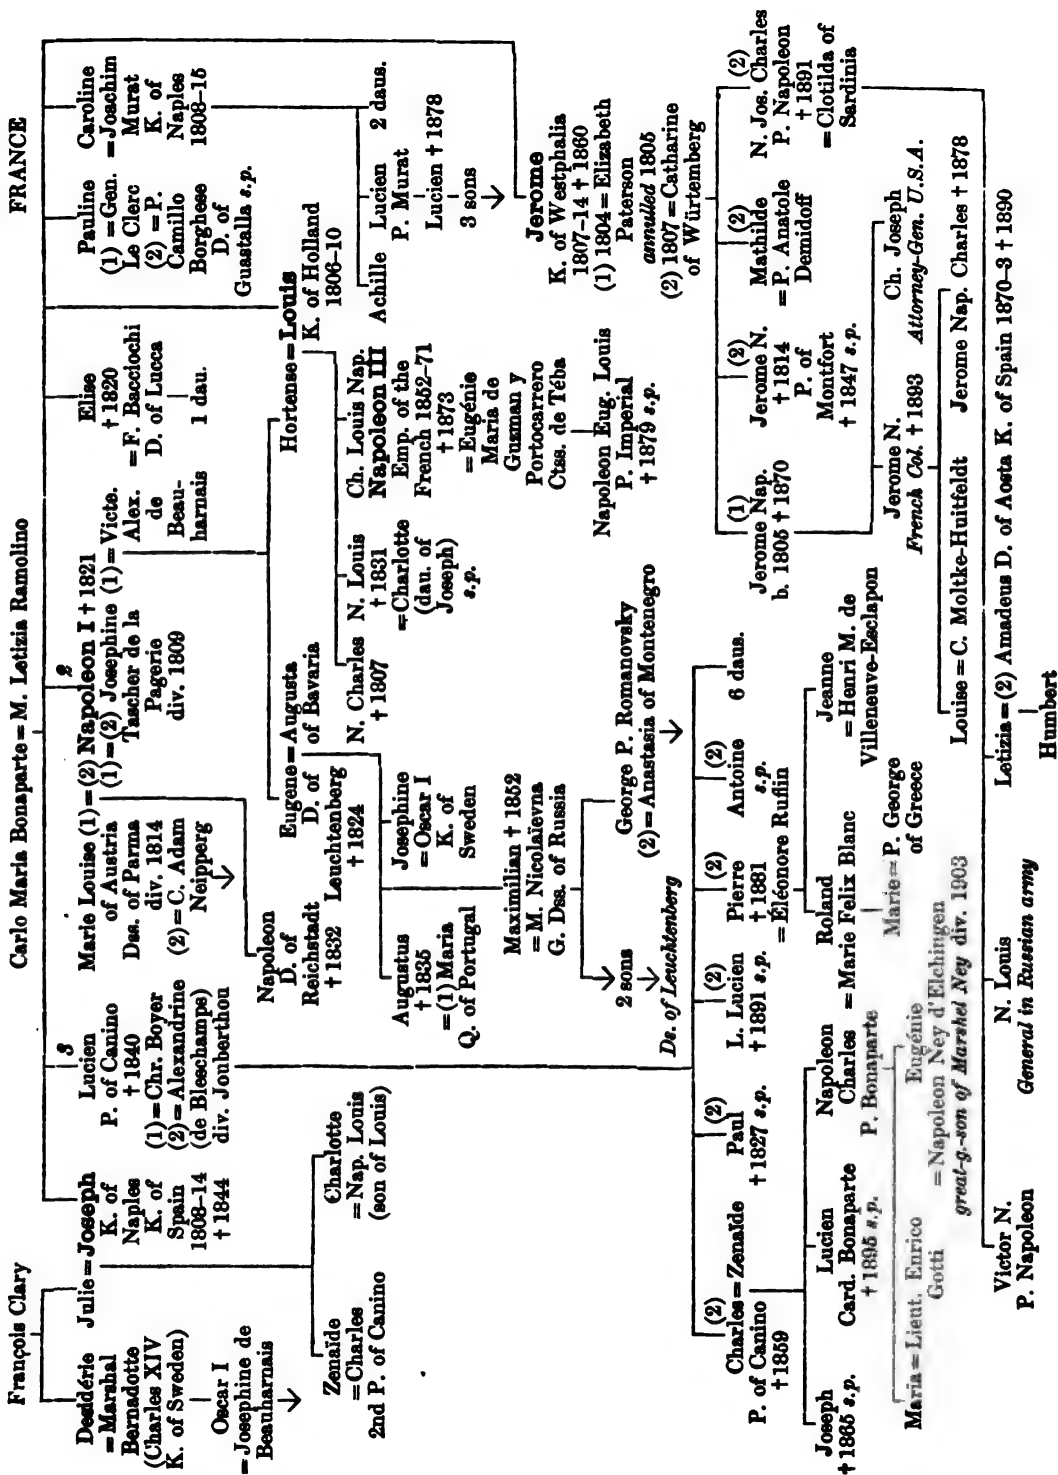 FRANCE
Carlo Maria Bonaparte = M. Letizia Ramolino
François Clary
Desidérie
= Marshal
Bernadotte
(Charles XIV
K. of Sweden)
Oscar I
= Josephine de
Beauharnais
Julie = Joseph
K. of
Naples
K. of
Spain
1808–14
† 1844
Zenaïde
= Charles
2nd P. of Canino
Charlotte
= Nap. Louis
(son of Louis)
3
Lucien
P. of Canino
† 1840
(1) = Chr. Boyer
(2) = Alexandrine
(de Bleschamps)
div. Jouberthon
2
Marie Louise (1) = (2) Napoleon I † 1821
of Austria
Dss. of Parma
div. 1814
(2) = C. Adam
Neipperg
(1) = (2) Josephine (1) = Victe.
Tascher de la
Pagerie
div. 1809
Alex.
de
Beau-
harnais
Napoleon
D. of
Reichstadt
† 1832
Eugene = Augusta
D. of
Leuchtenberg
† 1824
of Bavaria
Hortense = Louis
K. of Holland
1806–10
Elise
† 1820
= F. Bacciochi
D. of Lucca
1 dau.
Pauline
(1) = Gen.
Le Clerc
(2) = P.
Camillo
Borghese
D. of
Guastalla s.p.
Caroline
= Joachim
Murat
K. of
Naples
1808–15
Achille
Lucien
P. Murat
2 daus.
Lucien † 1878
3 sons
Augustus
† 1835
= (1) Maria
Q. of Portugal
Josephine
= Oscar I
K. of
Sweden
Maximilian † 1852
= M. Nicolaïevna
G. Dss. of Russia
2 sons
Ds. of Leuchtenberg
George P. Romanovsky
(2) = Anastasia of Montenegro
N. Charles
† 1807
N. Louis
† 1831
= Charlotte
(dau. of
Joseph)
s.p.
Ch. Louis Nap.
Napoleon III
Emp. of the
French 1852–71
† 1873
= Eugénie
Maria de
Gusman y
Portocarrero
Ctss. de Téba
Napoleon Eug. Louis
P. Imperial
† 1879 s.p.
Jerome
K. of Westphalia
1807–14 † 1860
(1) 1804 = Elizabeth
Paterson
annulled 1805
(2) 1807 = Catharine
of Würtemberg
(2)
Charles = Zenaïde
P. of Canino
† 1859
(2)
Paul
† 1827 s.p.
(2)
L. Lucien
† 1891 s.p.
(2)
Pierre
† 1881
= Éléonore Ruflin
(2)
Antoine
s.p.
6 daus.
(1)
Jerome Nap.
b. 1805 † 1870
(2)
Jerome N.
† 1814
P. of
Montfort
† 1847 s.p.
(2)
Mathilde
= P. Anatole
Demidoff
(2)
N. Jos. Charles
P. Napoleon
† 1891
= Clotilda of
Sardinia
Joseph
† 1865 s.p.
Lucien
Card. Bonaparte
† 1895 s.p.
Napoleon
Charles
P. Bonaparte
Roland
= Marie Felix Blanc
Jeanne
= Henri M. de
Villeneuve-Esclapon
Jerome N.
French Col. † 1893
Ch. Joseph
Attorney-Gen. U.S.A.
Maria = Lieut. Enrico
Gotti
Eugénie
= Napoleon Ney d'Elchingen
great-g.-son of Marshel Ney div. 1903
Marie = P. George
of Greece
Louise = C. Moltke-Huitfeldt
Jerome Nap. Charles † 1878
Victor N.
P. Napoleon
N. Louis
General in Russian army
Letizia = (2) Amadeus D. of Aosta K. of Spain 1870–3 † 1890
Humbert